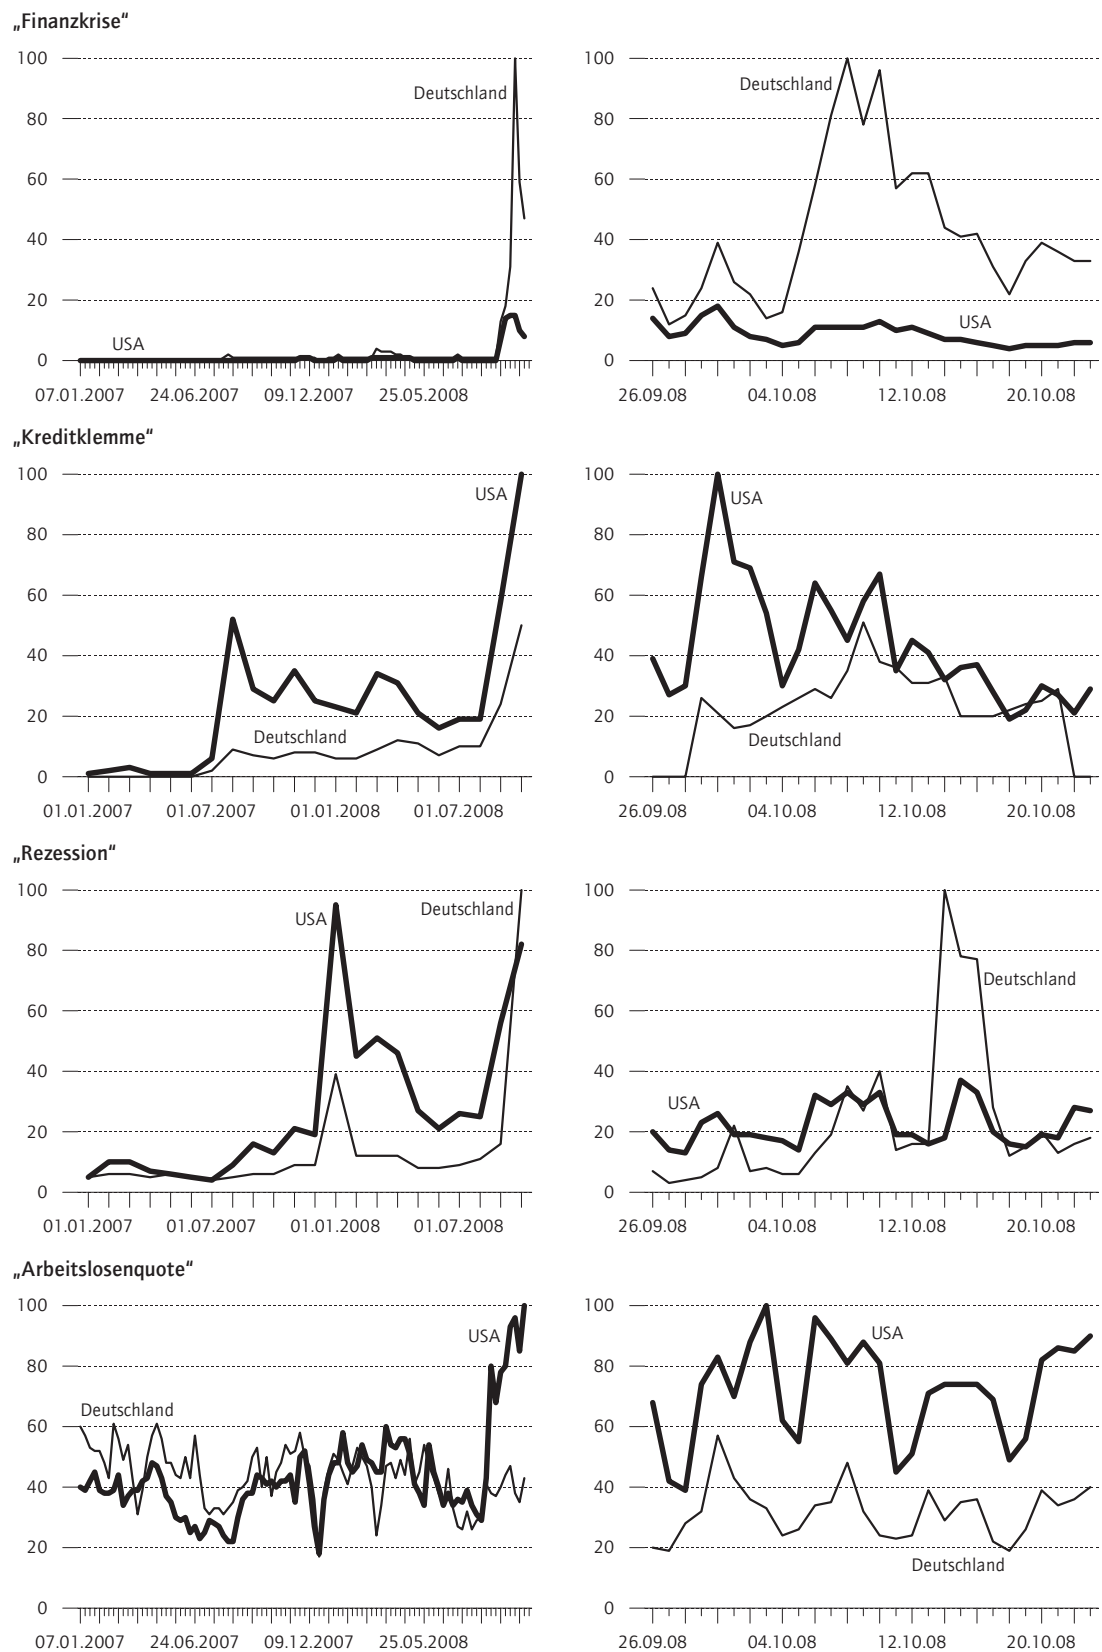 „Finanzkrise“
100 100
Deutschland Deutschland
80 80
60 60
40 40
20 20
USA USA
0 0
07.01.2007 24.06.2007 09.12.2007 25.05.2008 26.09.08 04.10.08 12.10.08 20.10.08
„Kreditklemme“
100 100
USA USA
80 80
60 60
40 40
20 20
Deutschland Deutschland
0 0
01.01.2007 01.07.2007 01.01.2008 01.07.2008 26.09.08 04.10.08 12.10.08 20.10.08
„Rezession“
100 100
USA Deutschland
80 80
Deutschland
60 60
40 40
USA
20 20
0 0
01.01.2007 01.07.2007 01.01.2008 01.07.2008 26.09.08 04.10.08 12.10.08 20.10.08
„Arbeitslosenquote“
100 100
USA USA
80 80
Deutschland
60 60
40 40
20 20
Deutschland
0 0
07.01.2007 24.06.2007 09.12.2007 25.05.2008 26.09.08 04.10.08 12.10.08 20.10.08